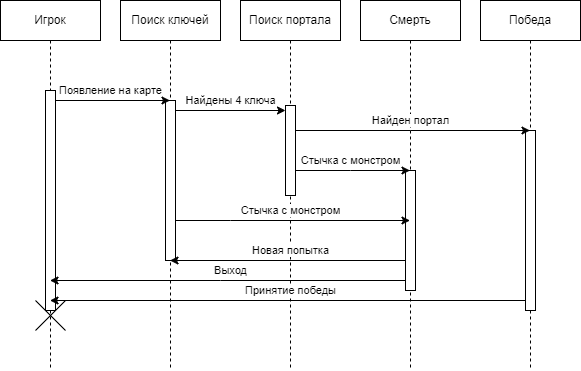 Игрок
Поиск ключей
Поиск портала
Смерть
Победа
Появление на карте
Найдены 4 ключа
Найден портал
Стычка с монстром
Стычка с монстром
Новая попытка
Выход
Принятие победы